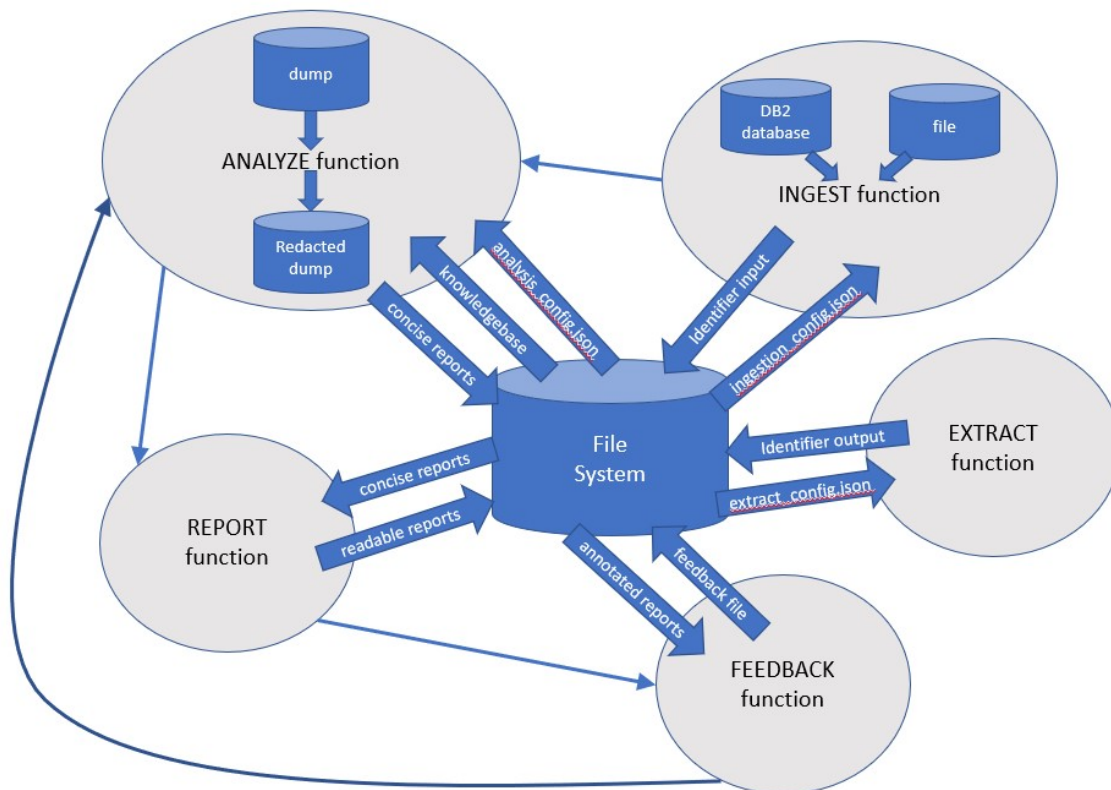 dump
ANALYZE function
Redacted
dump
DB2
database
file
INGEST function
analysis_config.json
knowledgebase
concise reports
Identifier input
ingestion_config.json
File
System
Identifier output
extract_config.json
EXTRACT
function
concise reports
readable reports
REPORT
function
annotated reports
feedback file
FEEDBACK
function